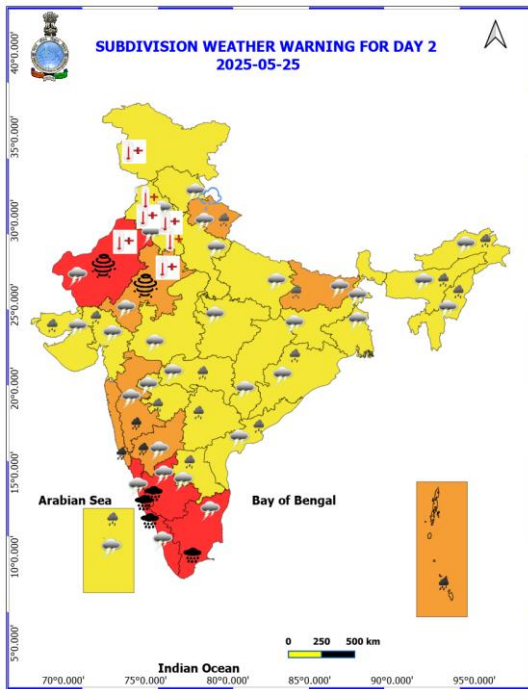 SUBDIVISION WEATHER WARNING FOR DAY 2
2025-05-25
40°0.000'
35°0.000'
30°0.000'
25°0.000'
20°0.000'
15°0.000'
10°0.000'
5°0.000'
Arabian Sea
Bay of Bengal
0 250 500 km
70°0.000' 75°0.000' 80°0.000' 85°0.000' 90°0.000' 95°0.000'
Indian Ocean